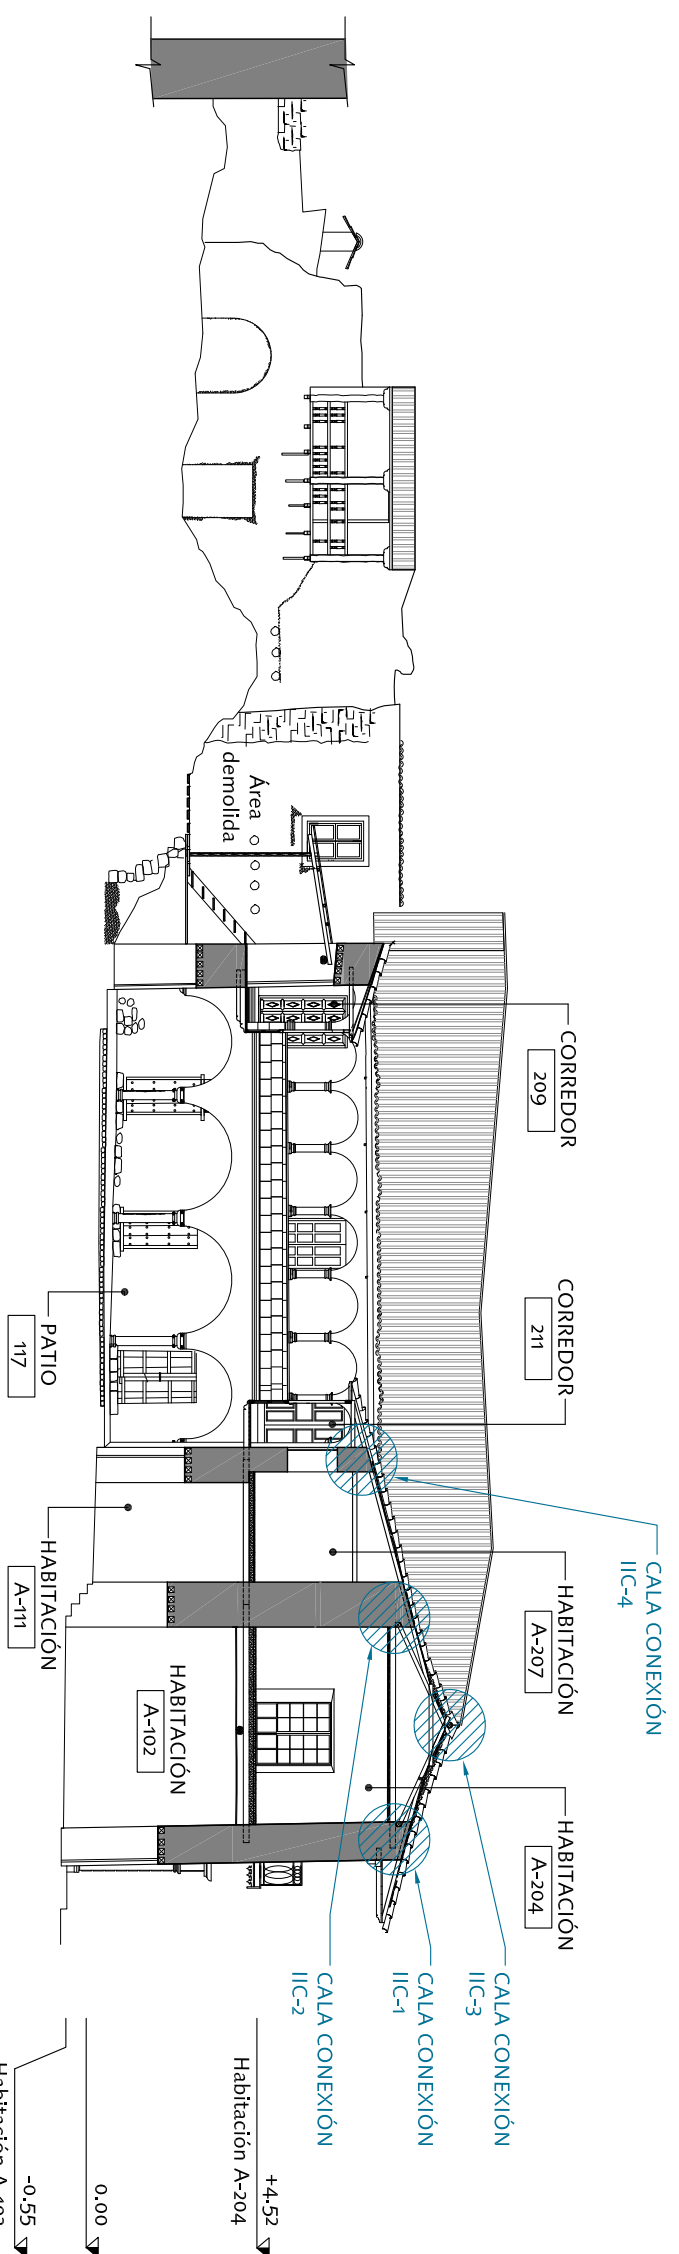 Área
demolida
CORREDOR
209
CORREDOR
211
PATIO
117
HABITACIÓN
A-111
HABITACIÓN
A-102
HABITACIÓN
A-207
HABITACIÓN
A-204
CALA CONEXIÓN
IIC-4
CALA CONEXIÓN
IIC-3
CALA CONEXIÓN
IIC-1
CALA CONEXIÓN
IIC-2
+4.52
Habitación A-204
0.00
-0.55
Habitación